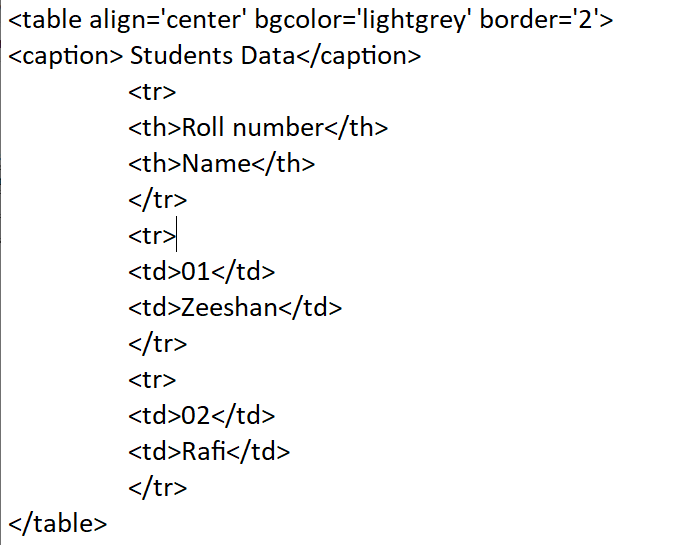 <table align='center' bgcolor='lightgrey' border='2'>
<caption> Students Data</caption>
<tr>
<th>Roll number</th>
<th>Name</th>
</tr>
<tr>
<td>01</td>
<td>Zeeshan</td>
</tr>
<tr>
<td>02</td>
<td>Rafi</td>
</tr>
</table>